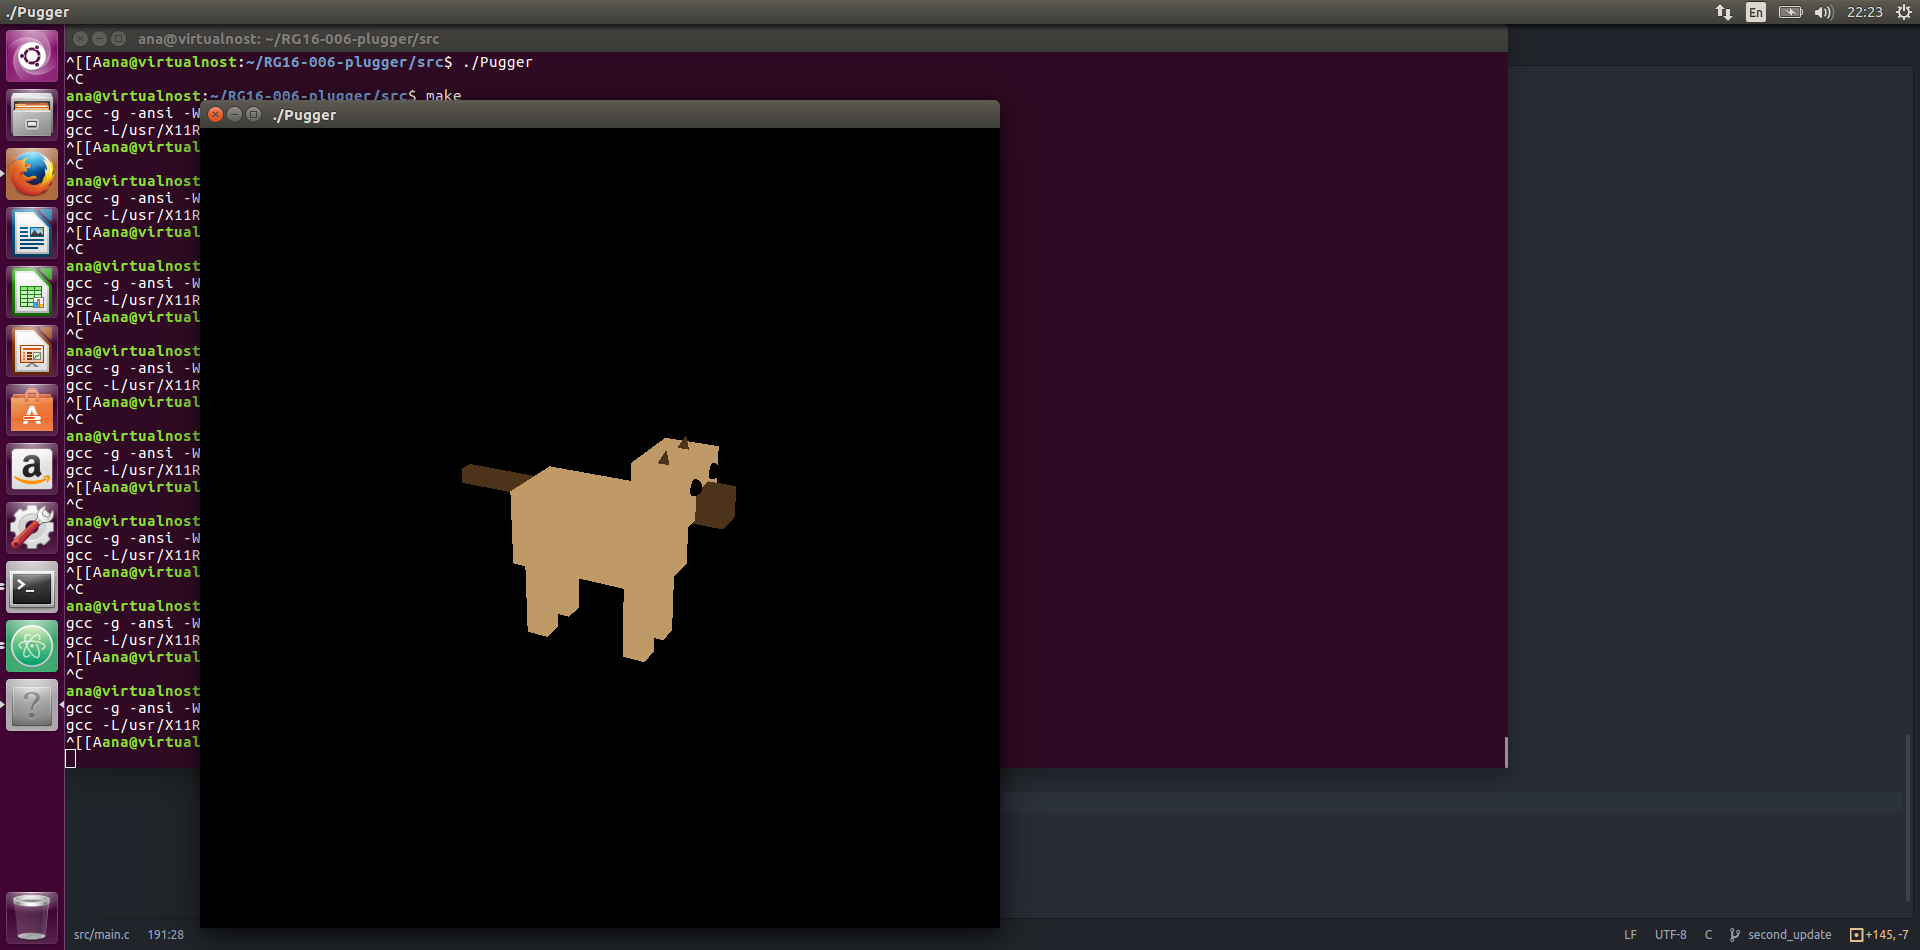 ./Pugger
En
22:23
ana@virtualnost: ~/RG16-006-plugger/src
^[[Aana@virtualnost:~/RG16-006-plugger/src$ ./Pugger
^C
ana@virtualnost:~/RG16-006-plugger/src$ make
./Pugger
gcc -g -ansi -W
gcc -L/usr/X11R
^[[Aana@virtual
^C
ana@virtualnost
gcc -g -ansi -W
gcc -L/usr/X11R
^[[Aana@virtual
^C
ana@virtualnost
gcc -g -ansi -W
gcc -L/usr/X11R
^[[Aana@virtual
^C
ana@virtualnost
gcc -g -ansi -W
gcc -L/usr/X11R
^[[Aana@virtual
^C
ana@virtualnost
gcc -g -ansi -W
gcc -L/usr/X11R
^[[Aana@virtual
^C
ana@virtualnost
gcc -g -ansi -W
gcc -L/usr/X11R
^[[Aana@virtual
^C
ana@virtualnost
gcc -g -ansi -W
gcc -L/usr/X11R
^[[Aana@virtual
^C
ana@virtualnost
gcc -g -ansi -W
gcc -L/usr/X11R
^[[Aana@virtual
src/main.c 191:28
LF UTF-8 C second_update +145, -7